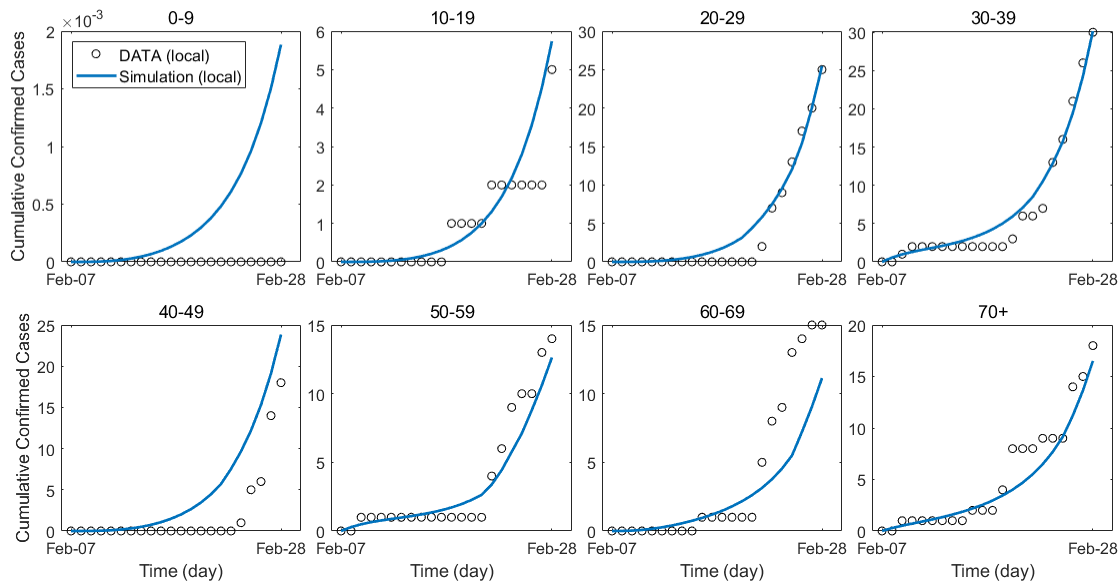 0-9
×10⁻³
2
1.5
1
0.5
0
Feb-07
Feb-28
Cumulative Confirmed Cases
DATA (local)
Simulation (local)
10-19
6
5
4
3
2
1
0
Feb-07
Feb-28
20-29
30
25
20
15
10
5
0
Feb-07
Feb-28
30-39
30
25
20
15
10
5
0
Feb-07
Feb-28
40-49
25
20
15
10
5
0
Feb-07
Feb-28
Cumulative Confirmed Cases
Time (day)
50-59
15
10
5
0
Feb-07
Feb-28
Time (day)
60-69
15
10
5
0
Feb-07
Feb-28
Time (day)
70+
20
15
10
5
0
Feb-07
Feb-28
Time (day)